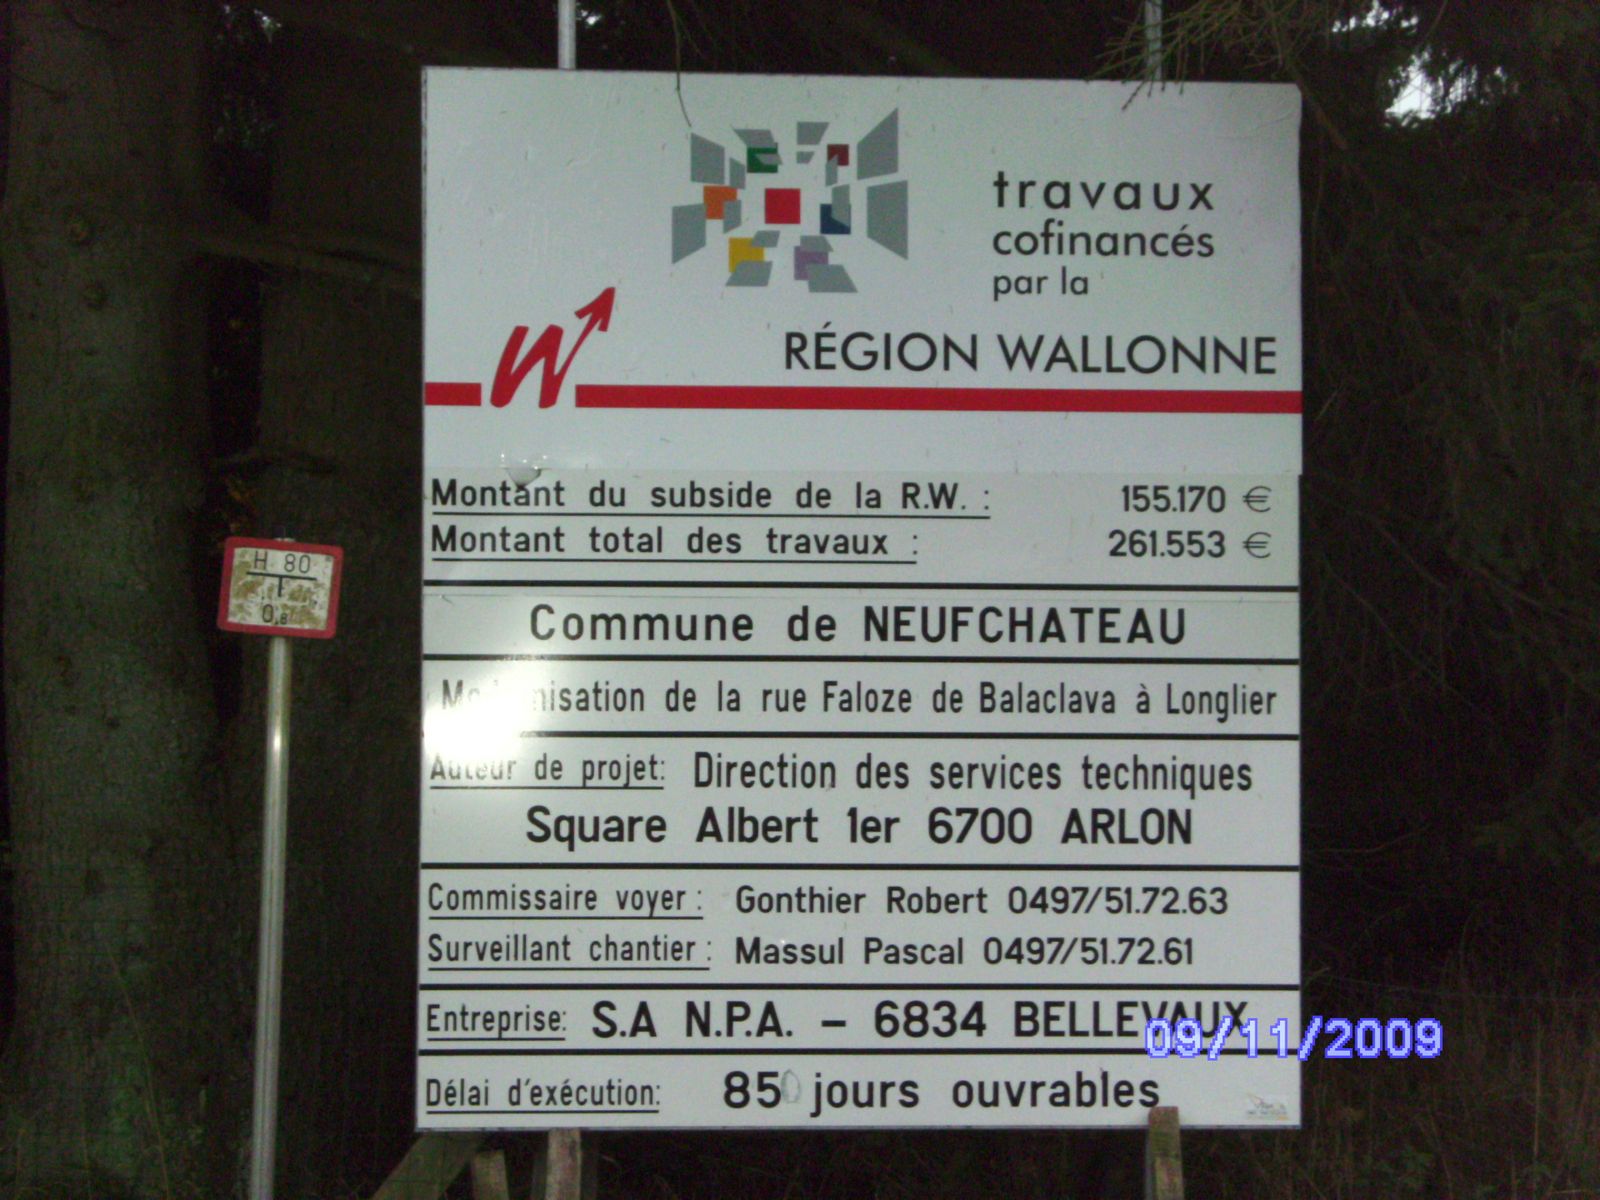 travaux
cofinancés
par la
RÉGION WALLONNE
W
Montant du subside de la R.W. : 155.170 €
Montant total des travaux : 261.553 €
Commune de NEUFCHATEAU
de la rue Faloze de Balaclava à Longlier
Auteur de projet: Direction des services techniques
Square Albert 1er 6700 ARLON
Commissaire voyer : Gonthier Robert 0497/51.72.63
Surveillant chantier : Massul Pascal 0497/51.72.61
Entreprise: S.A N.P.A. – 6834 BELLEVAUX
Délai d'exécution: 85 jours ouvrables
H 80
0,8
09/11/2009